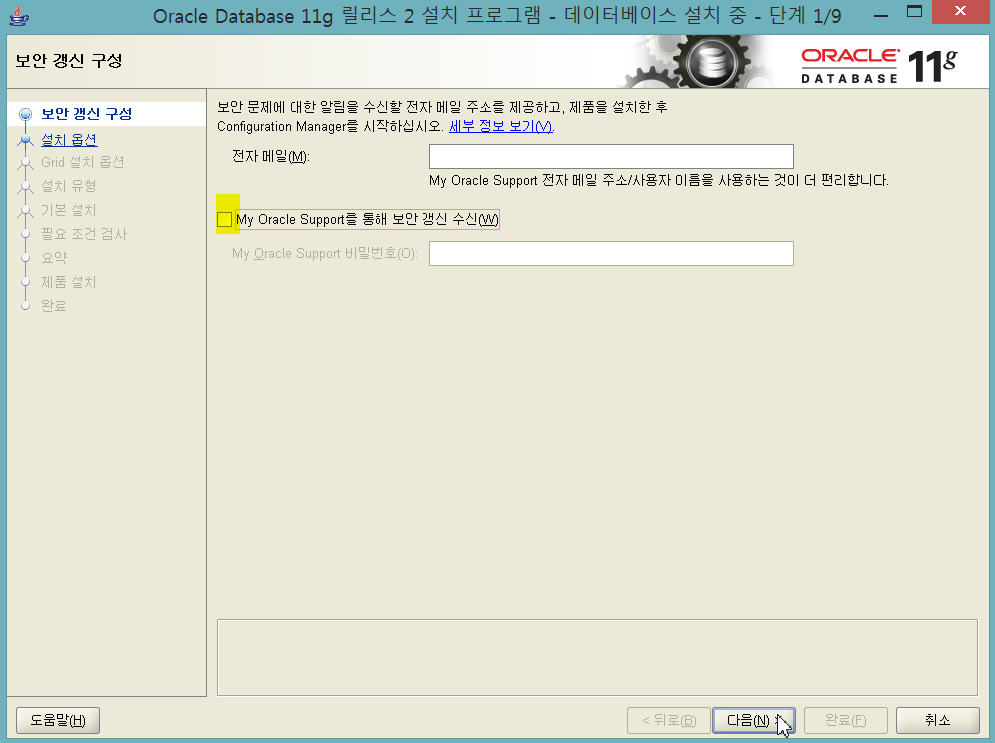 Oracle Database 11g 릴리스 2 설치 프로그램 - 데이터베이스 설치 중 - 단계 1/9
보안 갱신 구성
ORACLE
DATABASE
11g
보안 갱신 구성
설치 옵션
Grid 설치 옵션
설치 유형
기본 설치
필요 조건 검사
요약
제품 설치
완료
보안 문제에 대한 알림을 수신할 전자 메일 주소를 제공하고, 제품을 설치한 후
Configuration Manager를 시작하십시오. 세부 정보 보기(V).
전자 메일(M):
My Oracle Support 전자 메일 주소/사용자 이름을 사용하는 것이 더 편리합니다.
My Oracle Support를 통해 보안 갱신 수신(W)
My Oracle Support 비밀번호(O):
도움말(H)
< 뒤로(B)
다음(N) >
완료(F)
취소